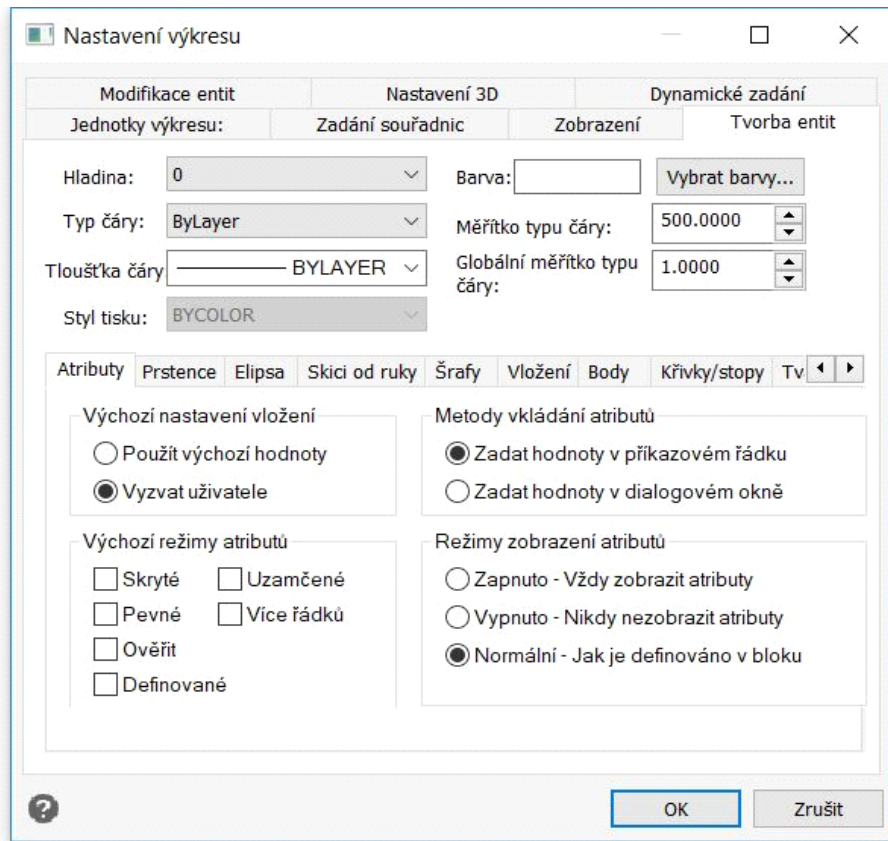 Nastavení výkresu
Modifikace entit Nastavení 3D Dynamické zadání
Jednotky výkresu: Zadání souřadnic Zobrazení Tvorba entit
Hladina: 0 Barva: Vybrat barvy...
Typ čáry: ByLayer Měřítko typu čáry: 500.0000
Tloušťka čáry BYLAYER Globální měřítko typu čáry: 1.0000
Styl tisku: BYCOLOR
Atributy Prstence Elipsa Skici od ruky Šrafy Vložení Body Křivky/stopy Tv
Výchozí nastavení vložení
Použít výchozí hodnoty
Vyzvat uživatele
Metody vkládání atributů
Zadat hodnoty v příkazovém řádku
Zadat hodnoty v dialogovém okně
Výchozí režimy atributů
Skryté Uzamčené
Pevné Více řádků
Ověřit
Definované
Režimy zobrazení atributů
Zapnuto - Vždy zobrazit atributy
Vypnuto - Nikdy nezobrazit atributy
Normální - Jak je definováno v bloku
? OK Zrušit